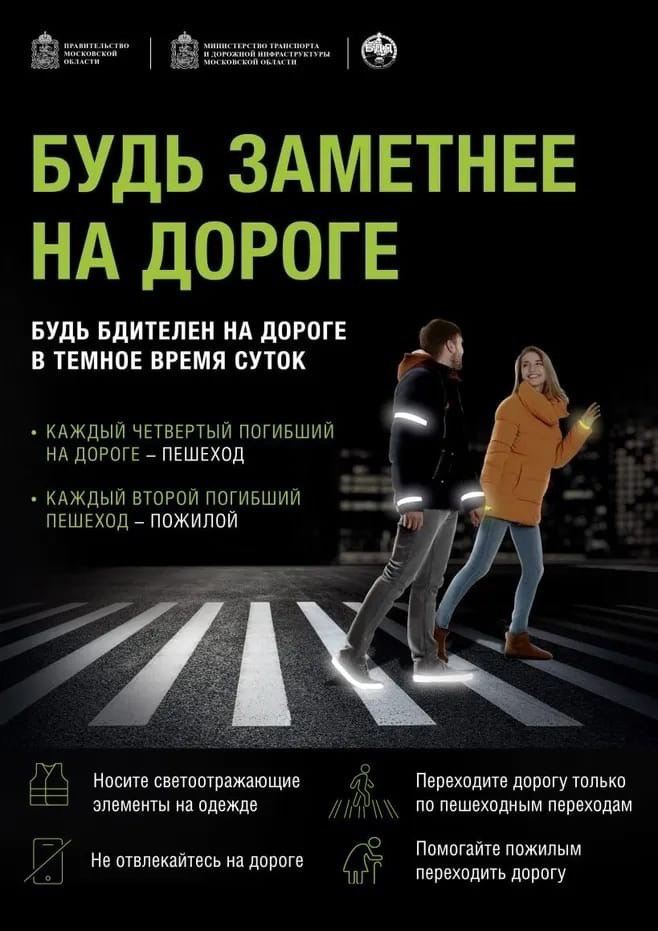 ПРАВИТЕЛЬСТВО
МОСКОВСКОЙ
ОБЛАСТИ
МИНИСТЕРСТВО ТРАНСПОРТА
И ДОРОЖНОЙ ИНФРАСТРУКТУРЫ
МОСКОВСКОЙ ОБЛАСТИ
БУДЬ ЗАМЕТНЕЕ
НА ДОРОГЕ
БУДЬ БДИТЕЛЕН НА ДОРОГЕ
В ТЕМНОЕ ВРЕМЯ СУТОК
• КАЖДЫЙ ЧЕТВЕРТЫЙ ПОГИБШИЙ
НА ДОРОГЕ – ПЕШЕХОД
• КАЖДЫЙ ВТОРОЙ ПОГИБШИЙ
ПЕШЕХОД – ПОЖИЛОЙ
Носите светоотражающие
элементы на одежде
Переходите дорогу только
по пешеходным переходам
Не отвлекайтесь на дороге
Помогайте пожилым
переходить дорогу